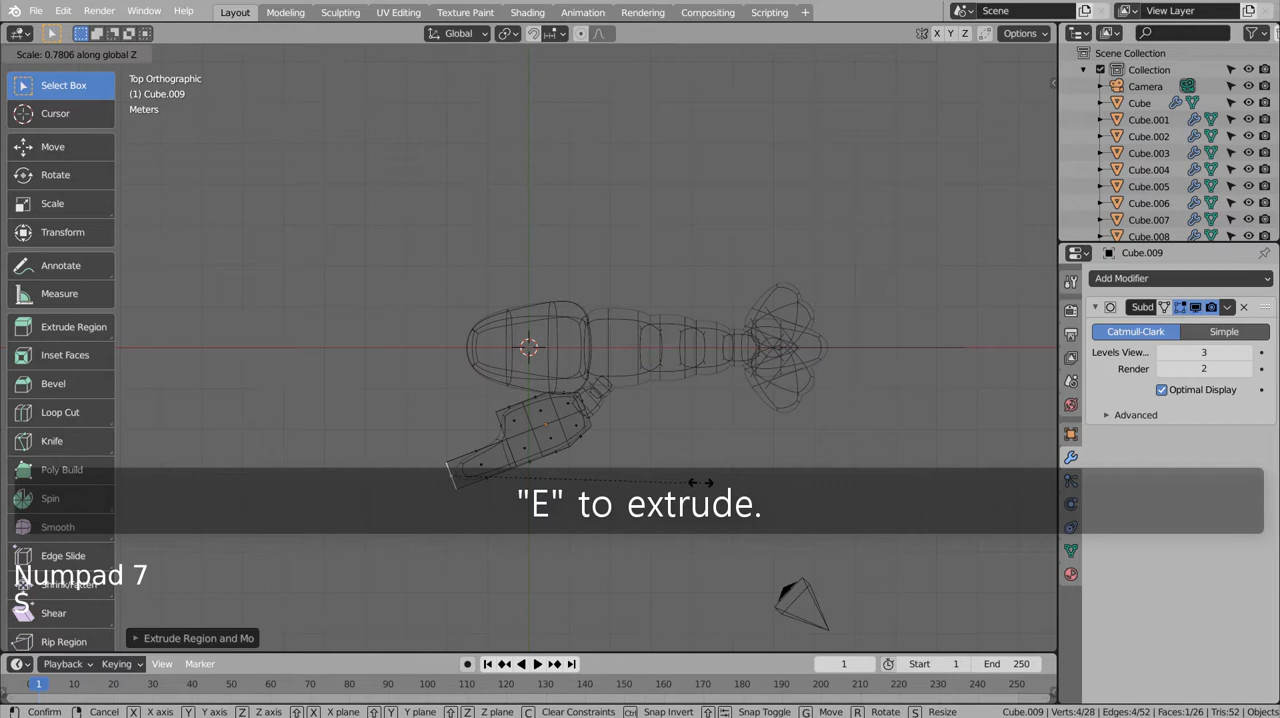 File Edit Render Window Help Layout Modeling Sculpting UV Editing Texture Paint Shading Animation Rendering Compositing Scripting + Scene View Layer
Global X Y Z Options
Scale: 0.7806 along global Z
Select Box
Cursor
Move
Rotate
Scale
Transform
Annotate
Measure
Extrude Region
Inset Faces
Bevel
Loop Cut
Knife
Poly Build
Spin
Smooth
Edge Slide
Shrink/Fatten
Shear
Rip Region
Top Orthographic
(1) Cube.009
Meters
"E" to extrude.
Numpad 7
S
Extrude Region and Mo
Scene Collection
Collection
Camera
Cube
Cube.001
Cube.002
Cube.003
Cube.004
Cube.005
Cube.006
Cube.007
Cube.008
Cube.009
Add Modifier
Subd
Catmull-Clark Simple
Levels View... 3
Render 2
Optimal Display
Advanced
Playback Keying View Marker 1 Start 1 End 250
1 10 20 30 40 50 60 70 80 90 100 110 120 130 140 150 160 170 180 190 200 210 220 230 240 250
Confirm Cancel X X axis Y Y axis Z Z axis X X plane Y Y plane Z Z plane C Clear Constraints Ctrl Snap Invert Snap Toggle G Move R Rotate S Resize Cube.009 | Verts:4/28 | Edges:4/52 | Faces:1/26 | Tris:52 | Objects